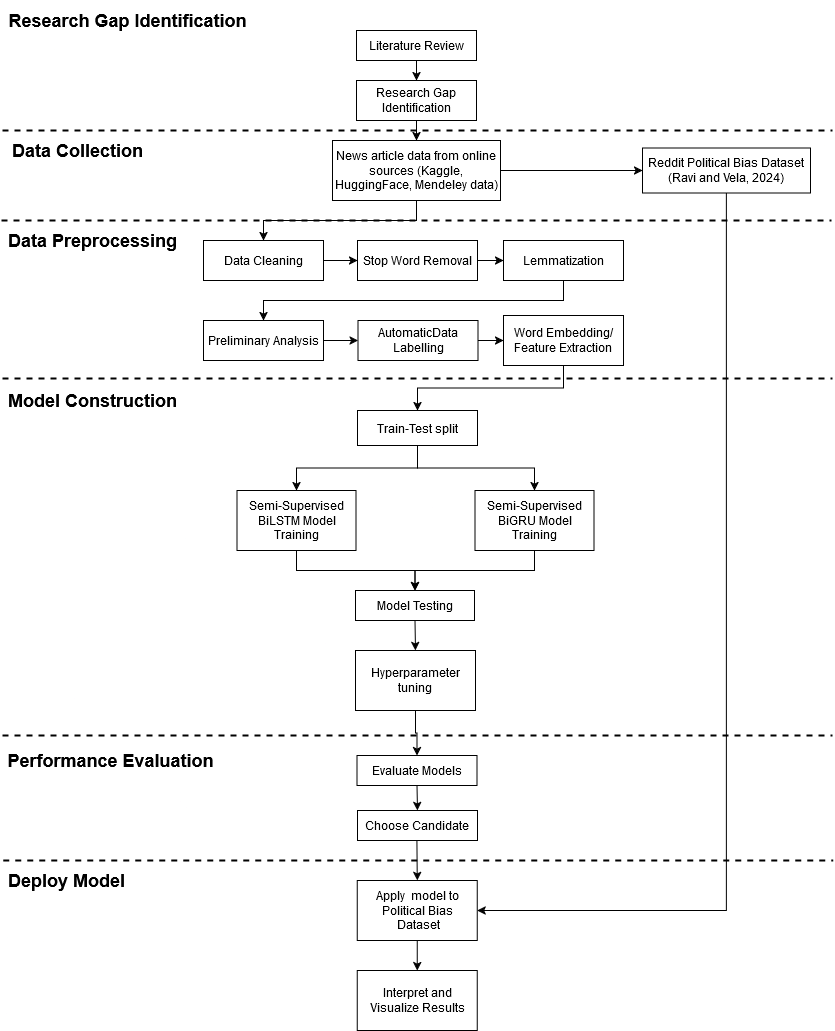 Research Gap Identification
Literature Review
Research Gap
Identification
Data Collection
News article data from online
sources (Kaggle,
HuggingFace, Mendeley data)
Reddit Political Bias Dataset
(Ravi and Vela, 2024)
Data Preprocessing
Data Cleaning
Stop Word Removal
Lemmatization
Preliminary Analysis
AutomaticData
Labelling
Word Embedding/
Feature Extraction
Model Construction
Train-Test split
Semi-Supervised
BiLSTM Model
Training
Semi-Supervised
BiGRU Model
Training
Model Testing
Hyperparameter
tuning
Performance Evaluation
Evaluate Models
Choose Candidate
Deploy Model
Apply model to
Political Bias
Dataset
Interpret and
Visualize Results